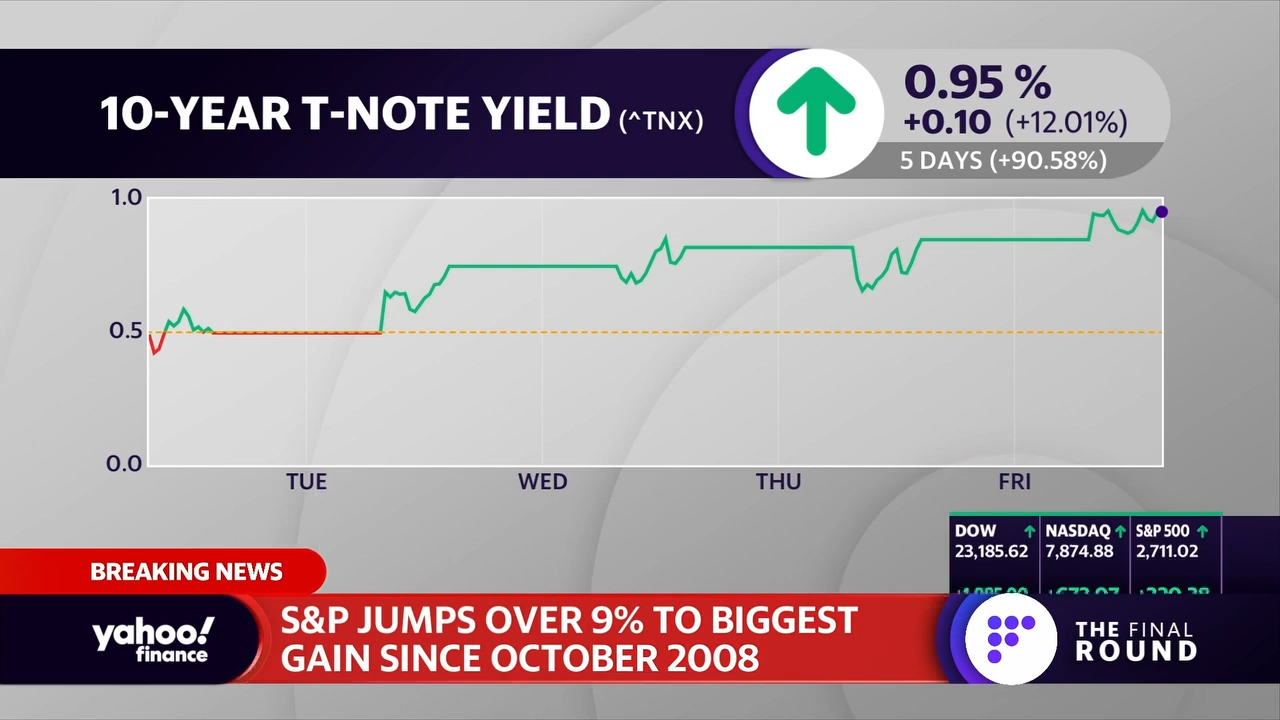 10-YEAR T-NOTE YIELD (^TNX)
0.95 %
+0.10 (+12.01%)
5 DAYS (+90.58%)
1.0
0.5
0.0
TUE WED THU FRI
DOW NASDAQ S&P 500
23,185.62 7,874.88 2,711.02
BREAKING NEWS
yahoo!
finance
S&P JUMPS OVER 9% TO BIGGEST
GAIN SINCE OCTOBER 2008
THE FINAL
ROUND